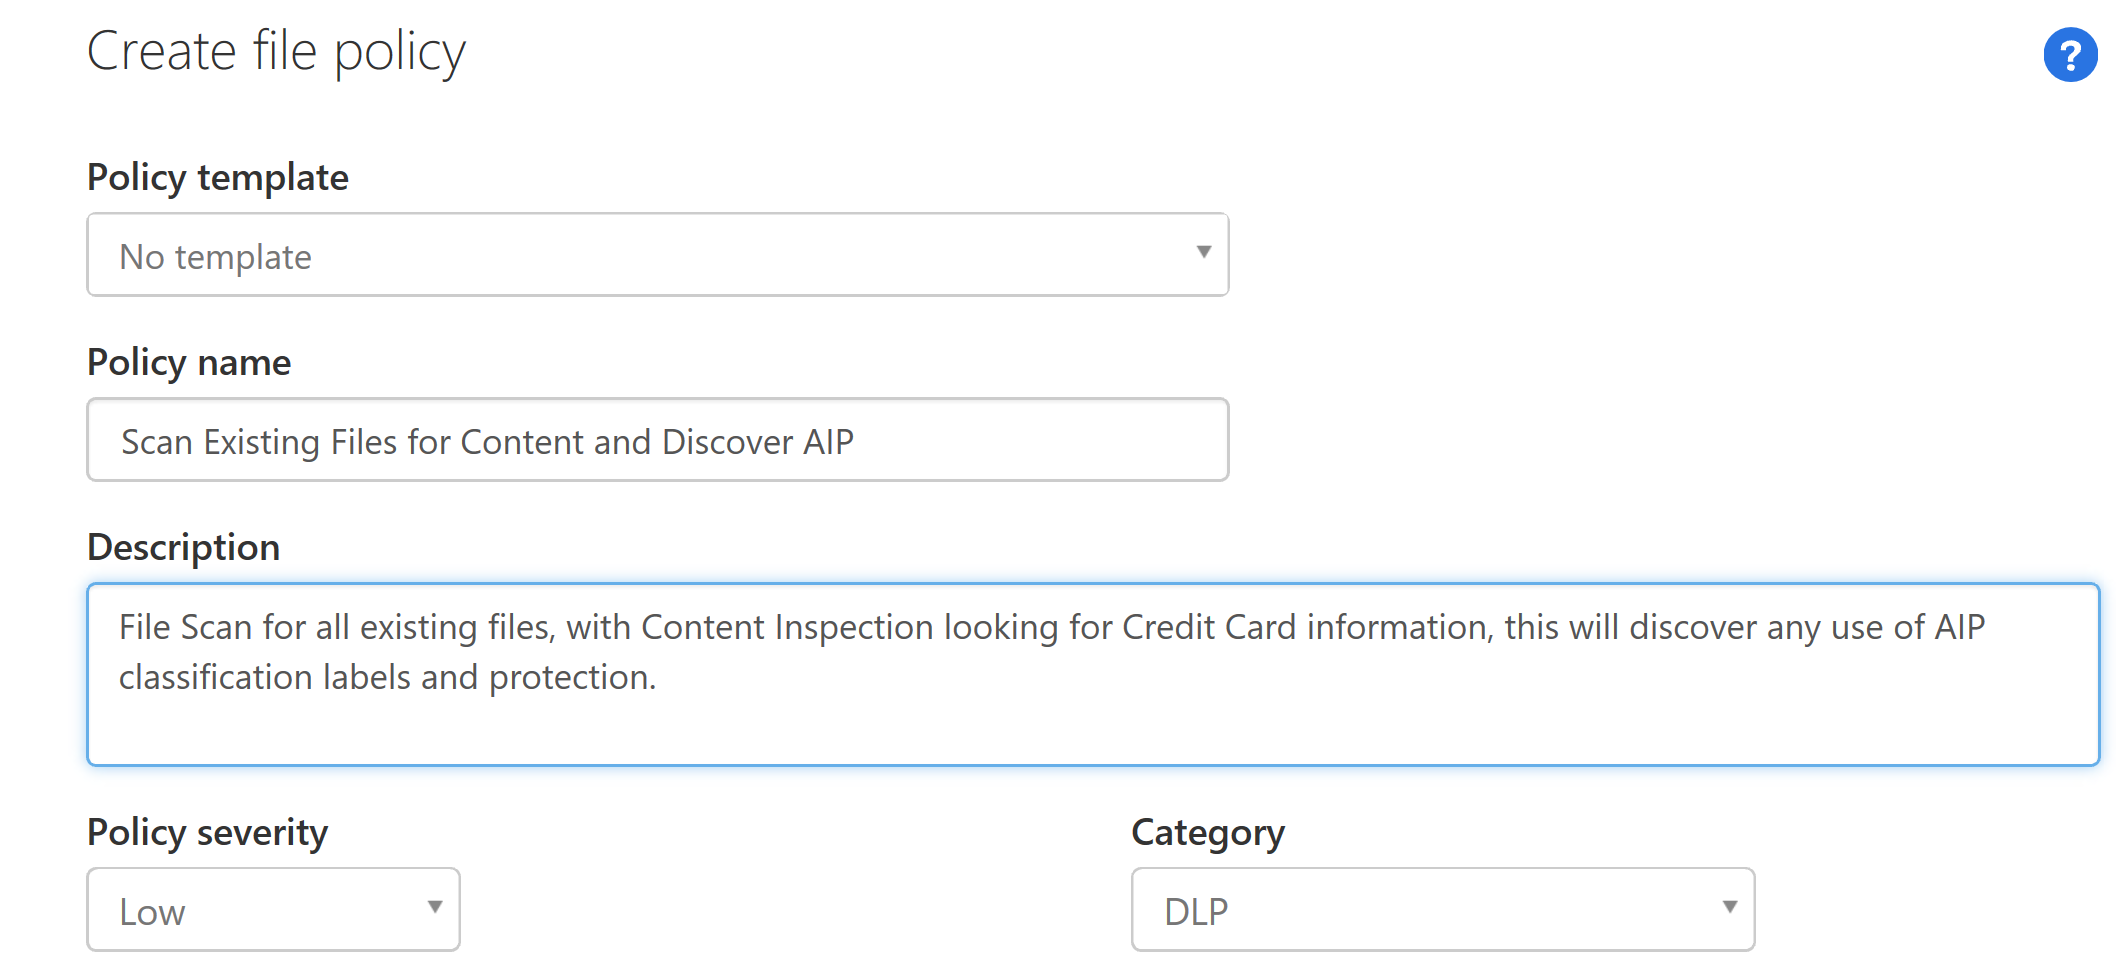 Create file policy
?
Policy template
No template
Policy name
Scan Existing Files for Content and Discover AIP
Description
File Scan for all existing files, with Content Inspection looking for Credit Card information, this will discover any use of AIP
classification labels and protection.
Policy severity
Category
Low
DLP